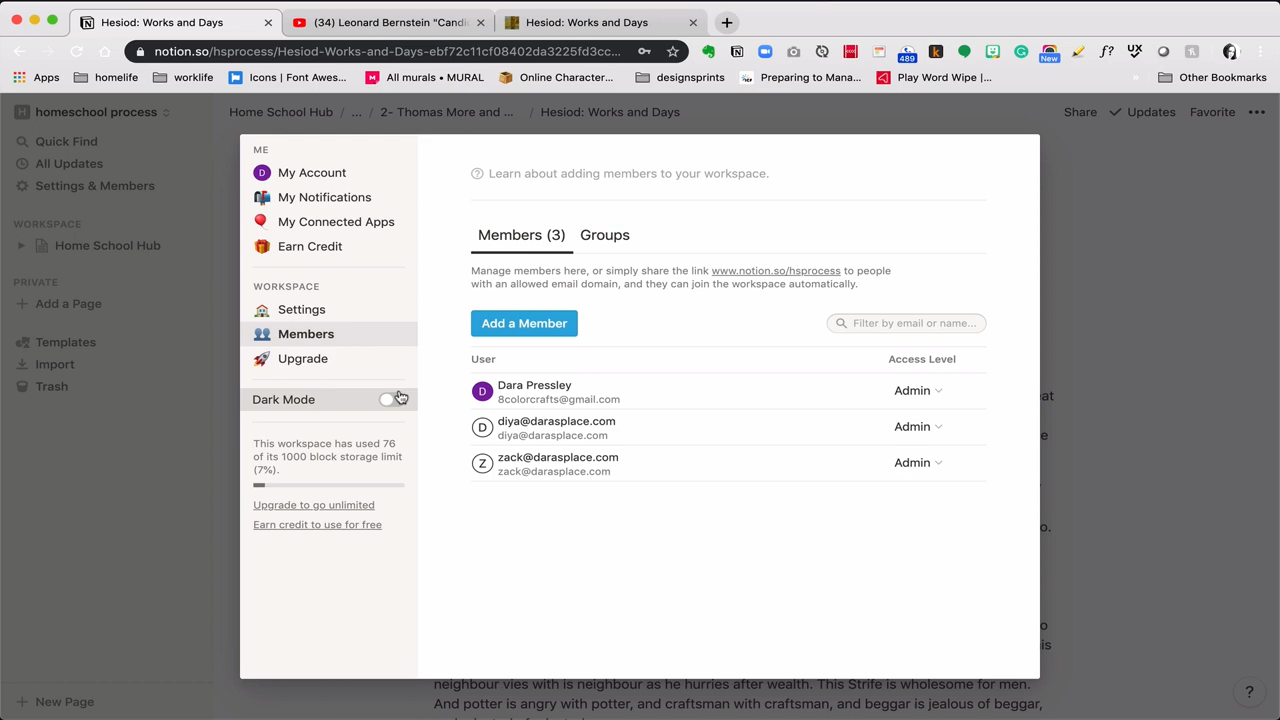 Hesiod: Works and Days
(34) Leonard Bernstein "Candi
Hesiod: Works and Days
notion.so/hsprocess/Hesiod-Works-and-Days-ebf72c11cf08402da3225fd3cc...
489
New
Apps
homelife
worklife
Icons | Font Awes...
All murals • MURAL
Online Character...
designsprints
Preparing to Mana...
Play Word Wipe |...
Other Bookmarks
homeschool process
Home School Hub / ... / 2- Thomas More and ... / Hesiod: Works and Days
Share
Updates
Favorite
Quick Find
All Updates
Settings & Members
WORKSPACE
Home School Hub
PRIVATE
Add a Page
Templates
Import
Trash
New Page
ME
D My Account
My Notifications
My Connected Apps
Earn Credit
WORKSPACE
Settings
Members
Upgrade
Dark Mode
This workspace has used 76
of its 1000 block storage limit
(7%).
Upgrade to go unlimited
Earn credit to use for free
Learn about adding members to your workspace.
Members (3) Groups
Manage members here, or simply share the link www.notion.so/hsprocess to people
with an allowed email domain, and they can join the workspace automatically.
Add a Member
Filter by email or name...
User Access Level
D Dara Pressley Admin
8colorcrafts@gmail.com
D diya@darasplace.com Admin
diya@darasplace.com
Z zack@darasplace.com Admin
zack@darasplace.com
eat
e
o.
o
is
neighbour vies with is neighbour as he hurries after wealth. This Strife is wholesome for men.
And potter is angry with potter, and craftsman with craftsman, and beggar is jealous of beggar,
?